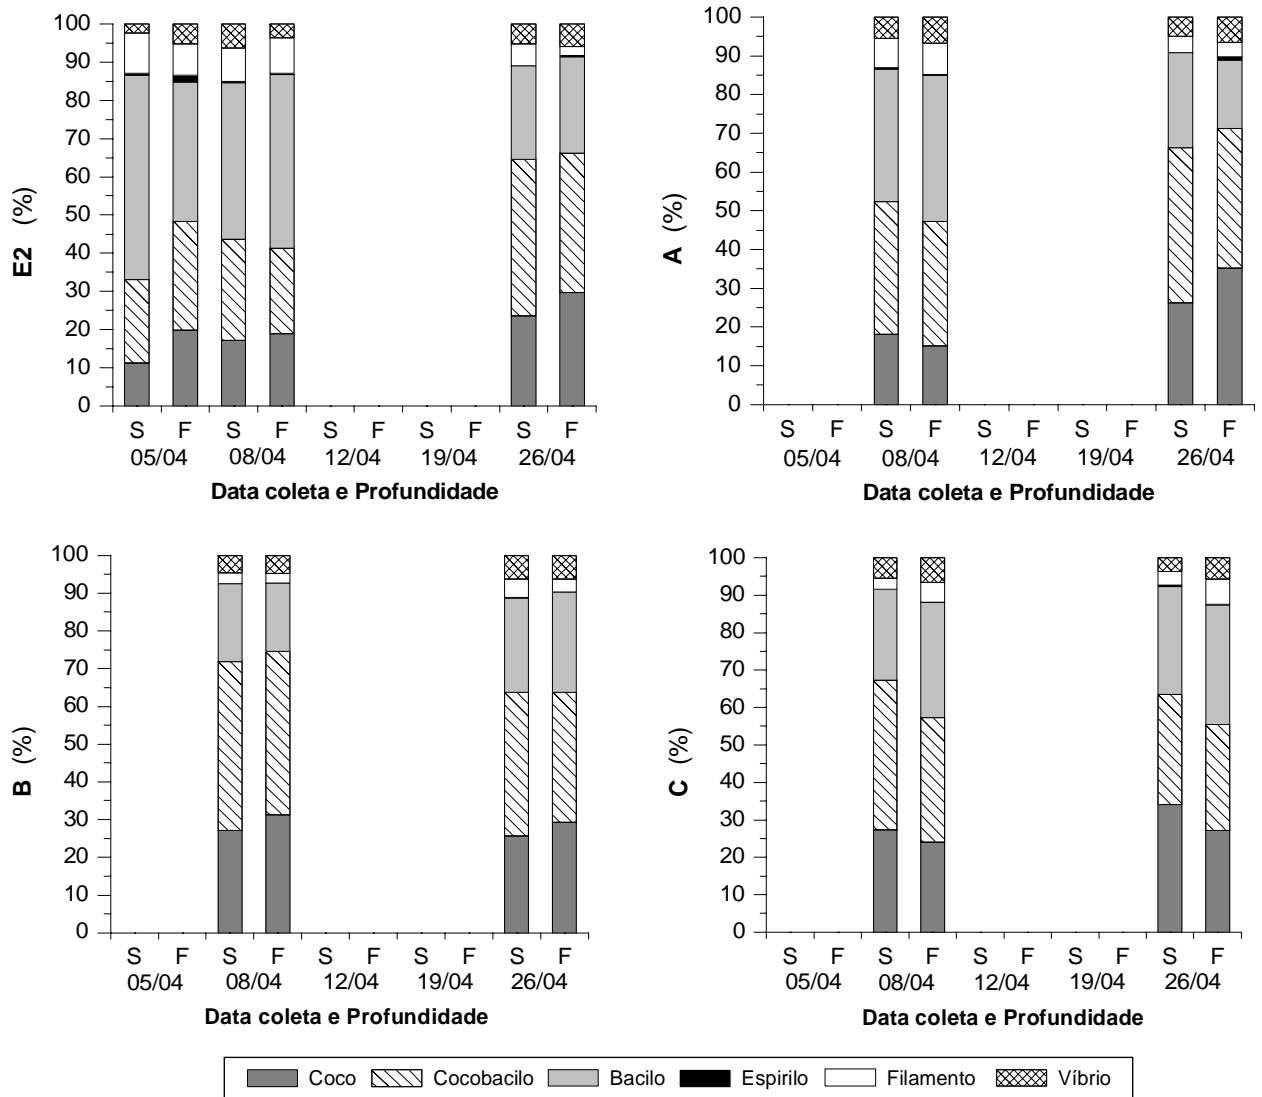 100
90
80
70
60
50
40
30
20
10
0
E2 (%)
S F S F S F S F S F
05/04 08/04 12/04 19/04 26/04
Data coleta e Profundidade
100
90
80
70
60
50
40
30
20
10
0
A (%)
S F S F S F S F S F
05/04 08/04 12/04 19/04 26/04
Data coleta e Profundidade
100
90
80
70
60
50
40
30
20
10
0
B (%)
S F S F S F S F S F
05/04 08/04 12/04 19/04 26/04
Data coleta e Profundidade
100
90
80
70
60
50
40
30
20
10
0
C (%)
S F S F S F S F S F
05/04 08/04 12/04 19/04 26/04
Data coleta e Profundidade
Coco Cocobacilo Bacilo Espirilo Filamento Víbrio